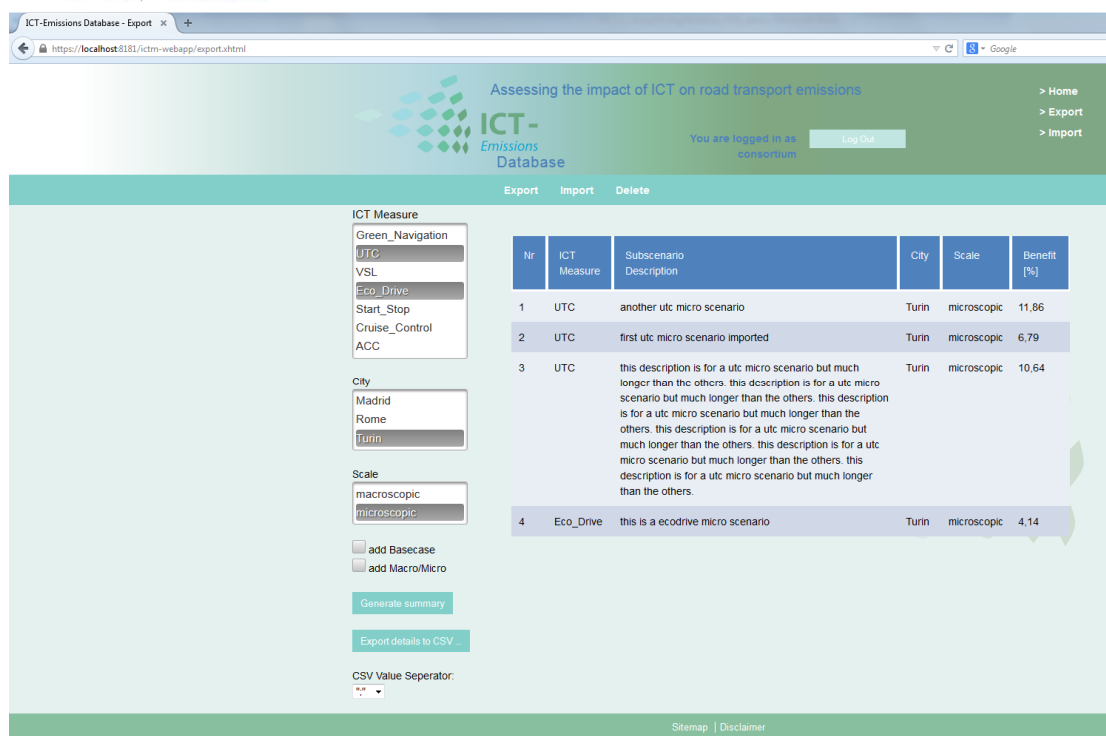 ICT-Emissions Database - Export × +
https://localhost:8181/ictm-webapp/export.xhtml
Google
Assessing the impact of ICT on road transport emissions
ICT-
Emissions
Database
You are logged in as
consortium
Log Out
> Home
> Export
> Import
Export Import Delete
ICT Measure
Green_Navigation
UTC
VSL
Eco_Drive
Start_Stop
Cruise_Control
ACC
City
Madrid
Rome
Turin
Scale
macroscopic
microscopic
add Basecase
add Macro/Micro
Generate summary
Export details to CSV ...
CSV Value Seperator:
Nr ICT Subscenario City Scale Benefit
Measure Description [%]
1 UTC another utc micro scenario Turin microscopic 11,86
2 UTC first utc micro scenario imported Turin microscopic 6,79
3 UTC this description is for a utc micro scenario but much Turin microscopic 10,64
longer than the others. this description is for a utc micro
scenario but much longer than the others. this description
is for a utc micro scenario but much longer than the
others. this description is for a utc micro scenario but
much longer than the others. this description is for a utc
micro scenario but much longer than the others. this
description is for a utc micro scenario but much longer
than the others.
4 Eco_Drive this is a ecodrive micro scenario Turin microscopic 4,14
Sitemap | Disclaimer